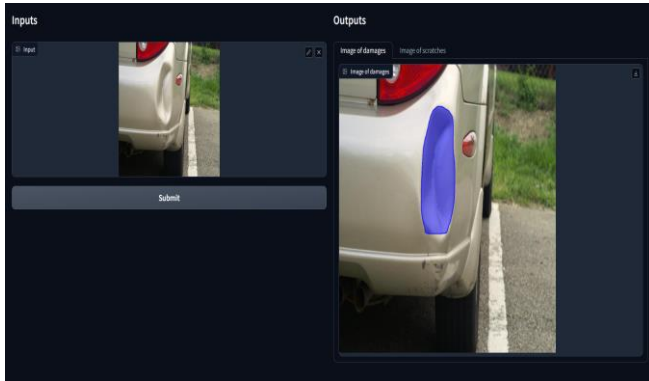 Inputs
Input
Submit
Outputs
Image of damages
Image of scratches
Image of damages